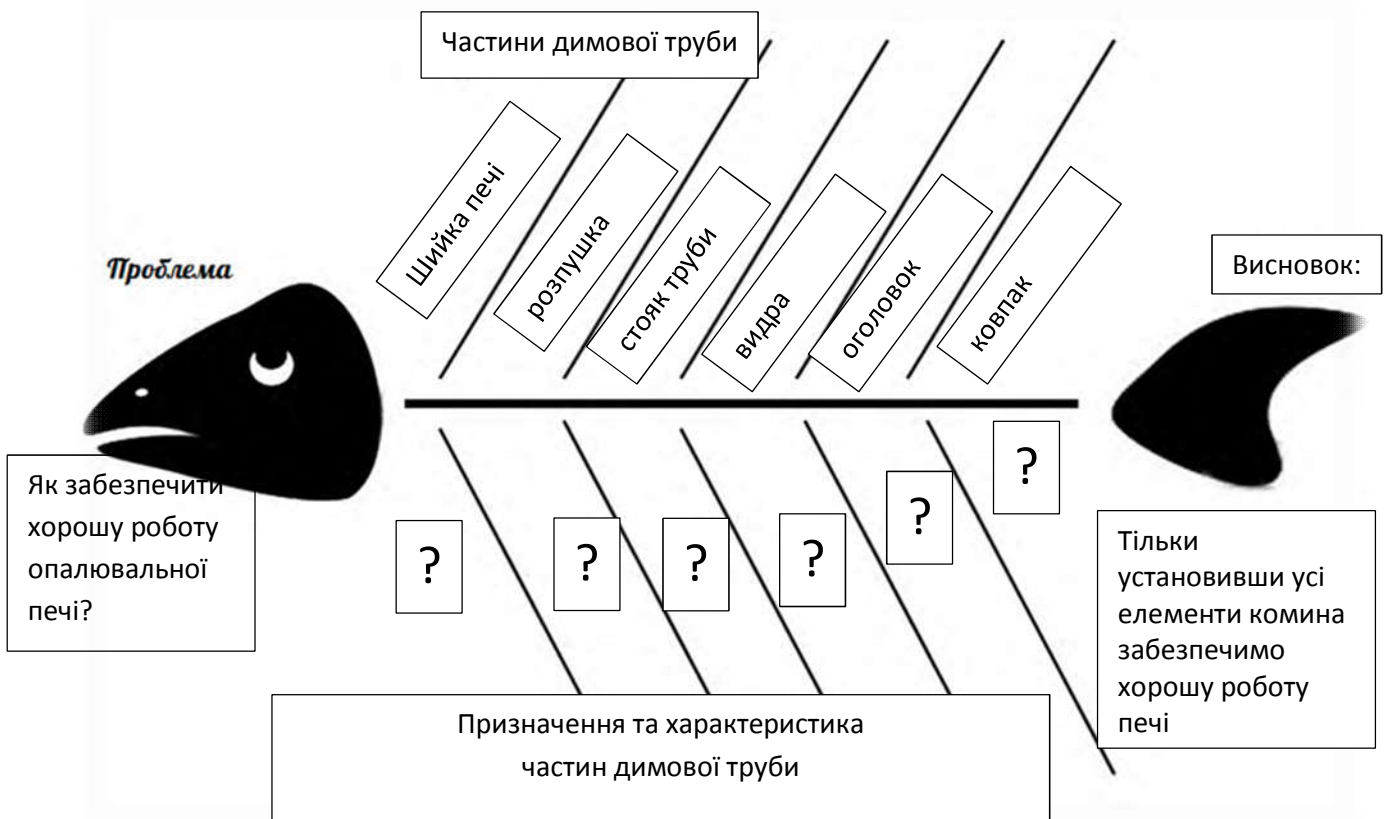 Частини димової труби
Шийка печі
розпушка
стояк труби
видра
оголовок
ковпак
Проблема
Висновок:
Як забезпечити
хорошу роботу
опалювальної
печі?
?
?
?
?
?
?
Тільки
установивши усі
елементи комина
забезпечимо
хорошу роботу
печі
Призначення та характеристика
частин димової труби